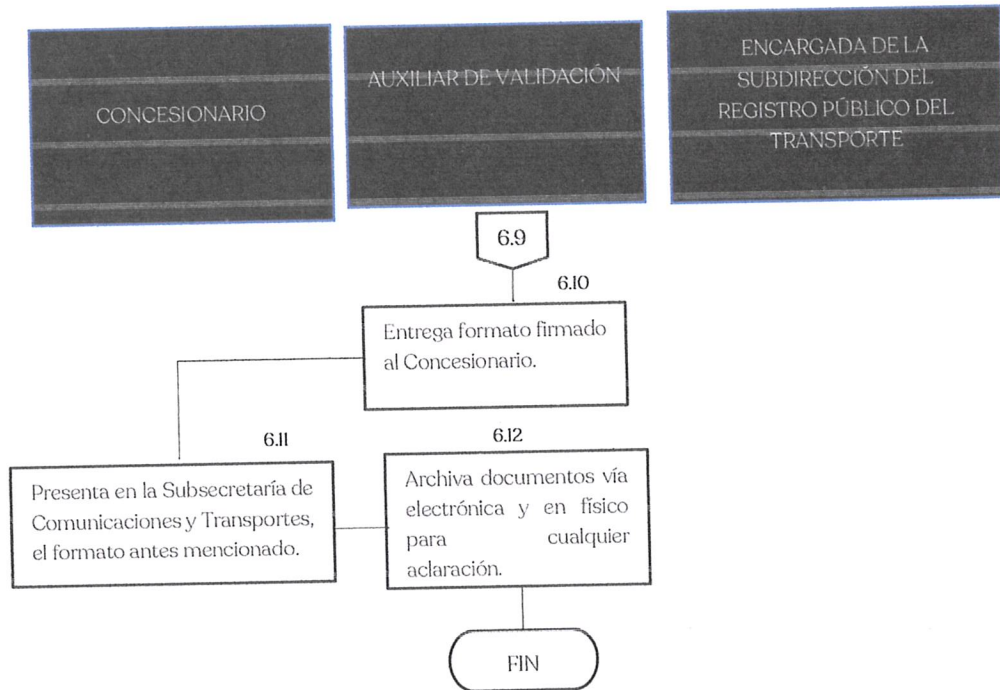 CONCESIONARIO
AUXILIAR DE VALIDACIÓN
ENCARGADA DE LA
SUBDIRECCIÓN DEL
REGISTRO PÚBLICO DEL
TRANSPORTE
6.9
6.10
Entrega formato firmado
al Concesionario.
6.11
Presenta en la Subsecretaría de
Comunicaciones y Transportes,
el formato antes mencionado.
6.12
Archiva documentos vía
electrónica y en físico
para cualquier
aclaración.
FIN